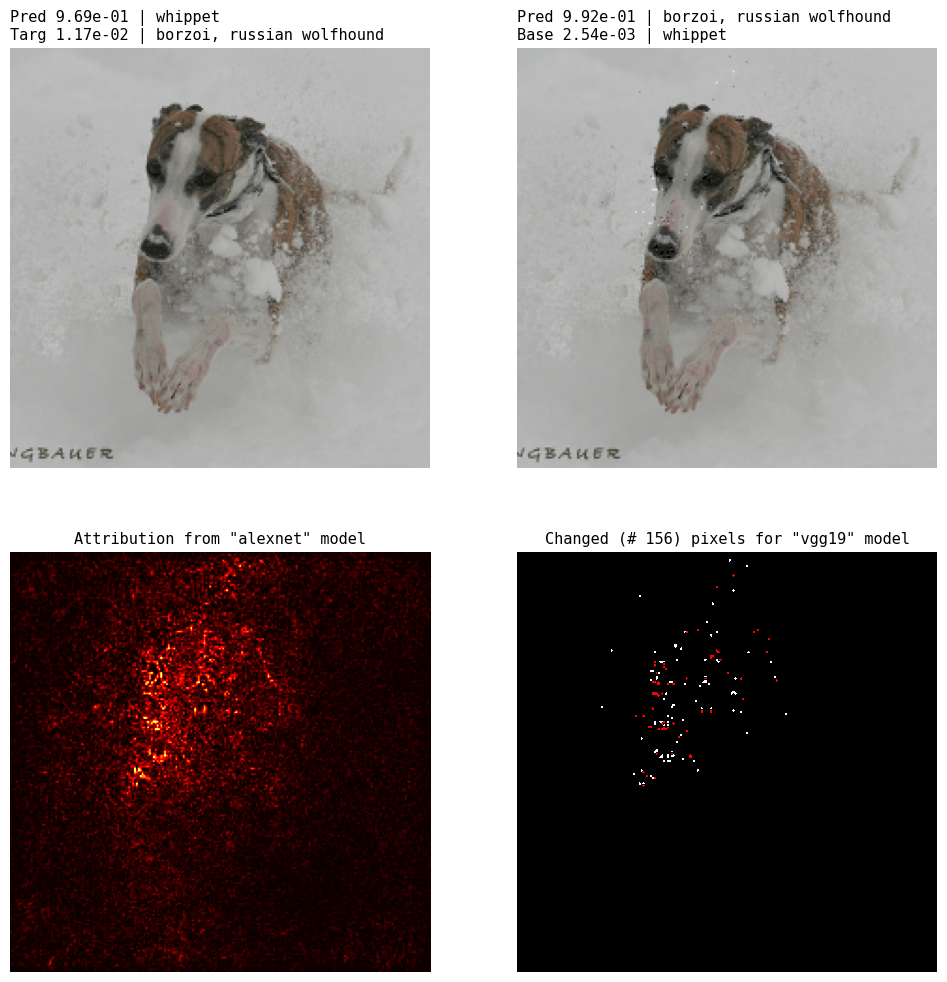 Pred 9.69e-01 | whippet
Targ 1.17e-02 | borzoi, russian wolfhound
Pred 9.92e-01 | borzoi, russian wolfhound
Base 2.54e-03 | whippet
NGBAUER
NGBAUER
Attribution from "alexnet" model
Changed (# 156) pixels for "vgg19" model